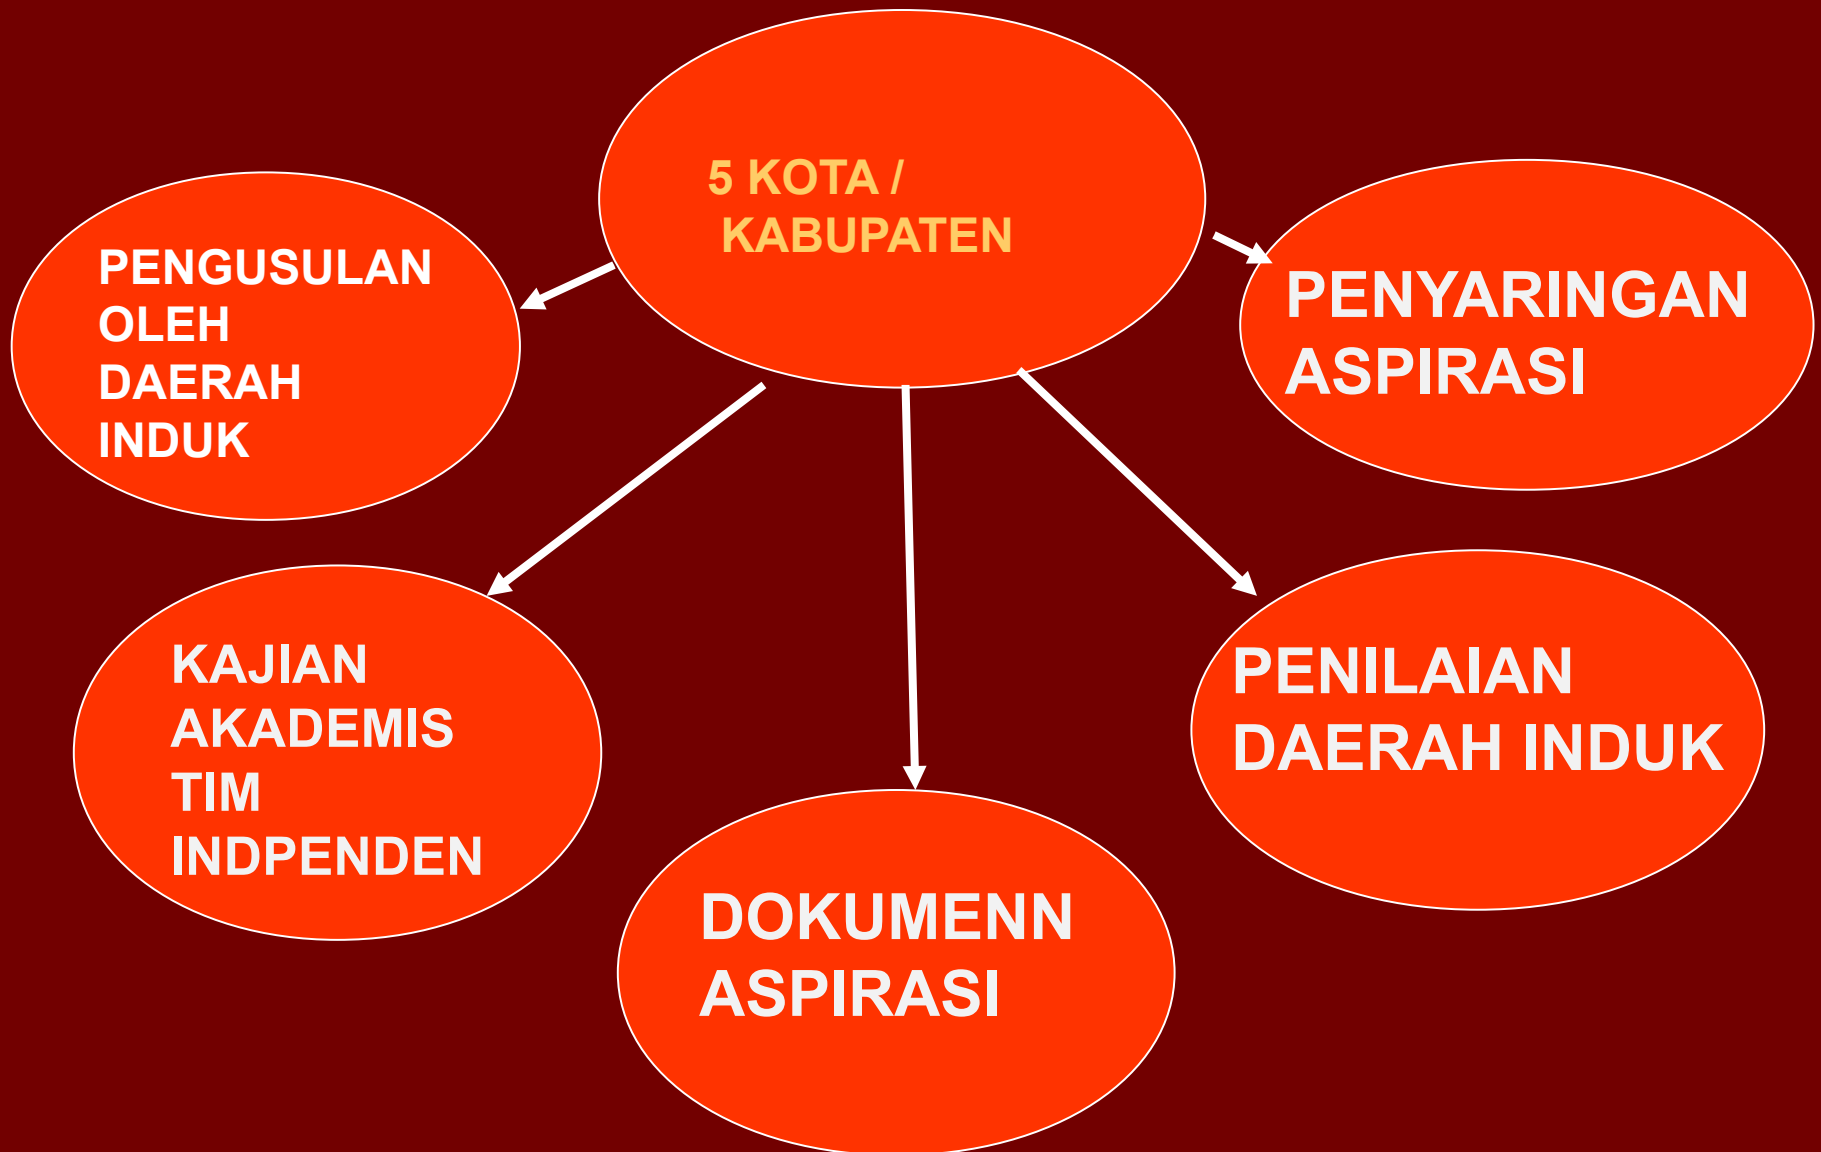 5 KOTA /
KABUPATEN
PENGUSULAN
OLEH
DAERAH
INDUK
PENYARINGAN
ASPIRASI
KAJIAN
AKADEMIS
TIM
INDPENDEN
PENILAIAN
DAERAH INDUK
DOKUMENN
ASPIRASI